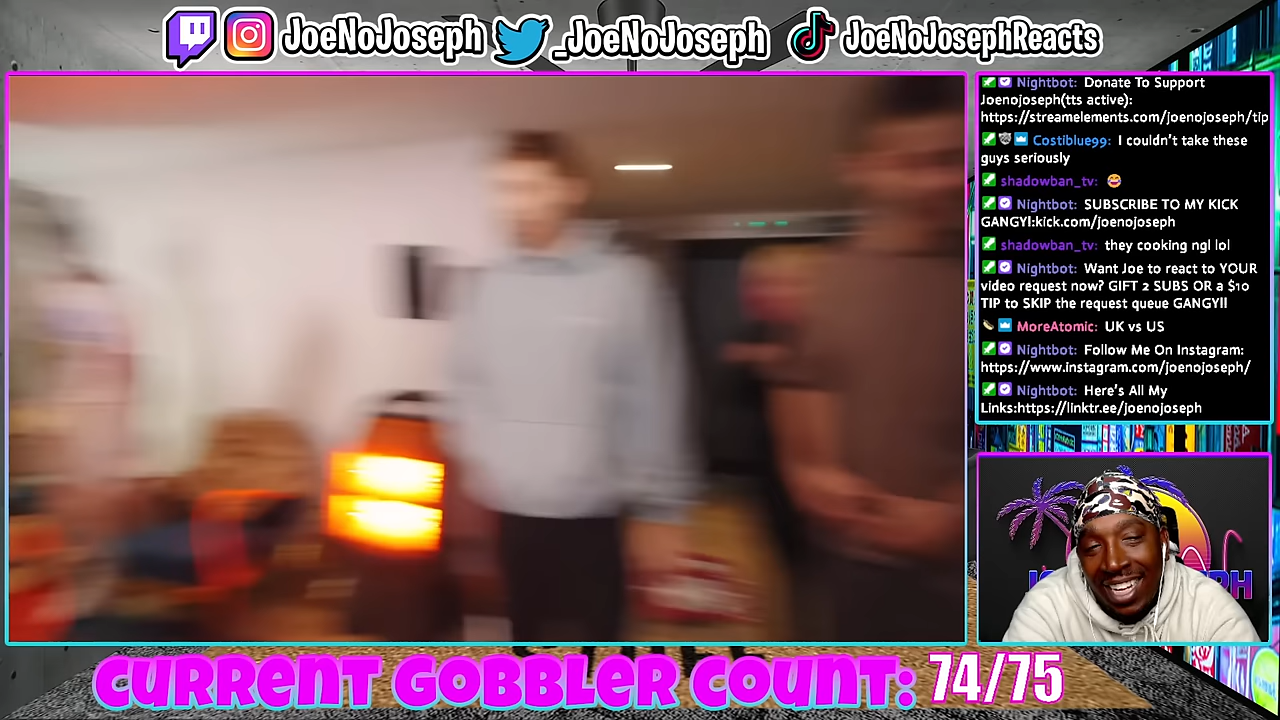 JoeNoJoseph _JoeNoJoseph JoeNoJosephReacts
Nightbot: Donate To Support
Joenojoseph(tts active):
https://streamelements.com/joenojoseph/tip
Costiblue99: I couldn't take these
guys seriously
shadowban_tv:
Nightbot: SUBSCRIBE TO MY KICK
GANGY!:kick.com/joenojoseph
shadowban_tv: they cooking ngl lol
Nightbot: Want Joe to react to YOUR
video request now? GIFT 2 SUBS OR a $10
TIP to SKIP the request queue GANGY!!
MoreAtomic: UK vs US
Nightbot: Follow Me On Instagram:
https://www.instagram.com/joenojoseph/
Nightbot: Here's All My
Links:https://linktr.ee/joenojoseph
CURRENT GOBBLER COUNT: 74/75